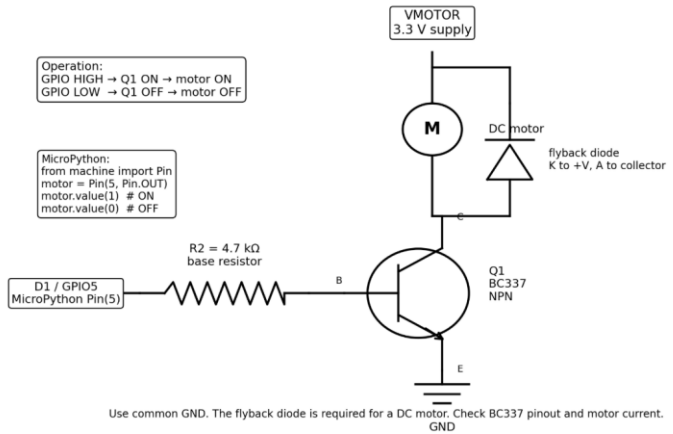 VMOTOR
3.3 V supply
Operation:
GPIO HIGH → Q1 ON → motor ON
GPIO LOW → Q1 OFF → motor OFF
M
DC motor
flyback diode
K to +V, A to collector
MicroPython:
from machine import Pin
motor = Pin(5, Pin.OUT)
motor.value(1) # ON
motor.value(0) # OFF
C
R2 = 4.7 kΩ
base resistor
D1 / GPIO5
MicroPython Pin(5)
B
Q1
BC337
NPN
E
Use common GND. The flyback diode is required for a DC motor. Check BC337 pinout and motor current.
GND